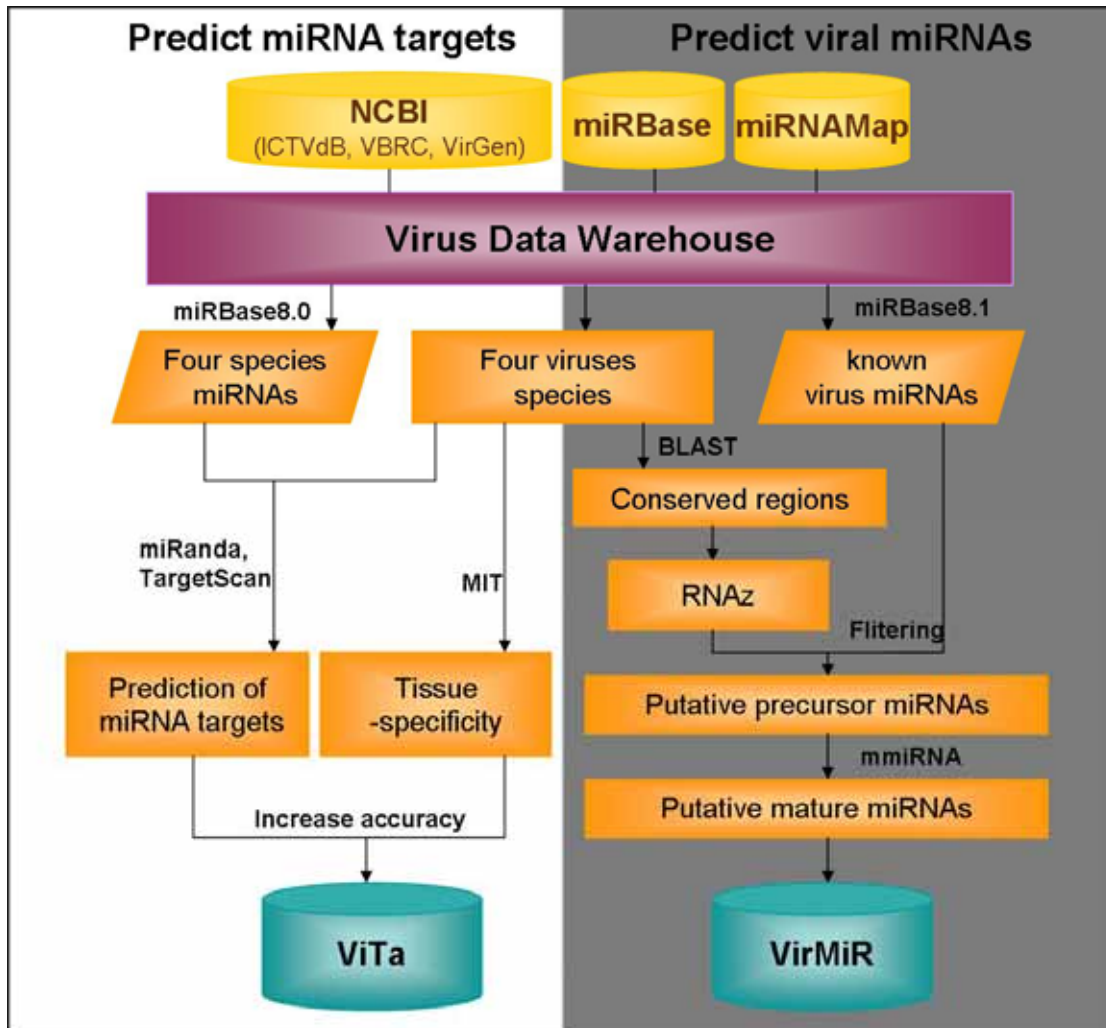 Predict miRNA targets
Predict viral miRNAs
NCBI
(ICTVdB, VBRC, VirGen)
miRBase
miRNAMap
Virus Data Warehouse
miRBase8.0
miRBase8.1
Four species
miRNAs
Four viruses
species
known
virus miRNAs
BLAST
Conserved regions
miRanda,
TargetScan
MIT
RNAz
Flitering
Prediction of
miRNA targets
Tissue
-specificity
Putative precursor miRNAs
mmiRNA
Putative mature miRNAs
Increase accuracy
ViTa
VirMiR